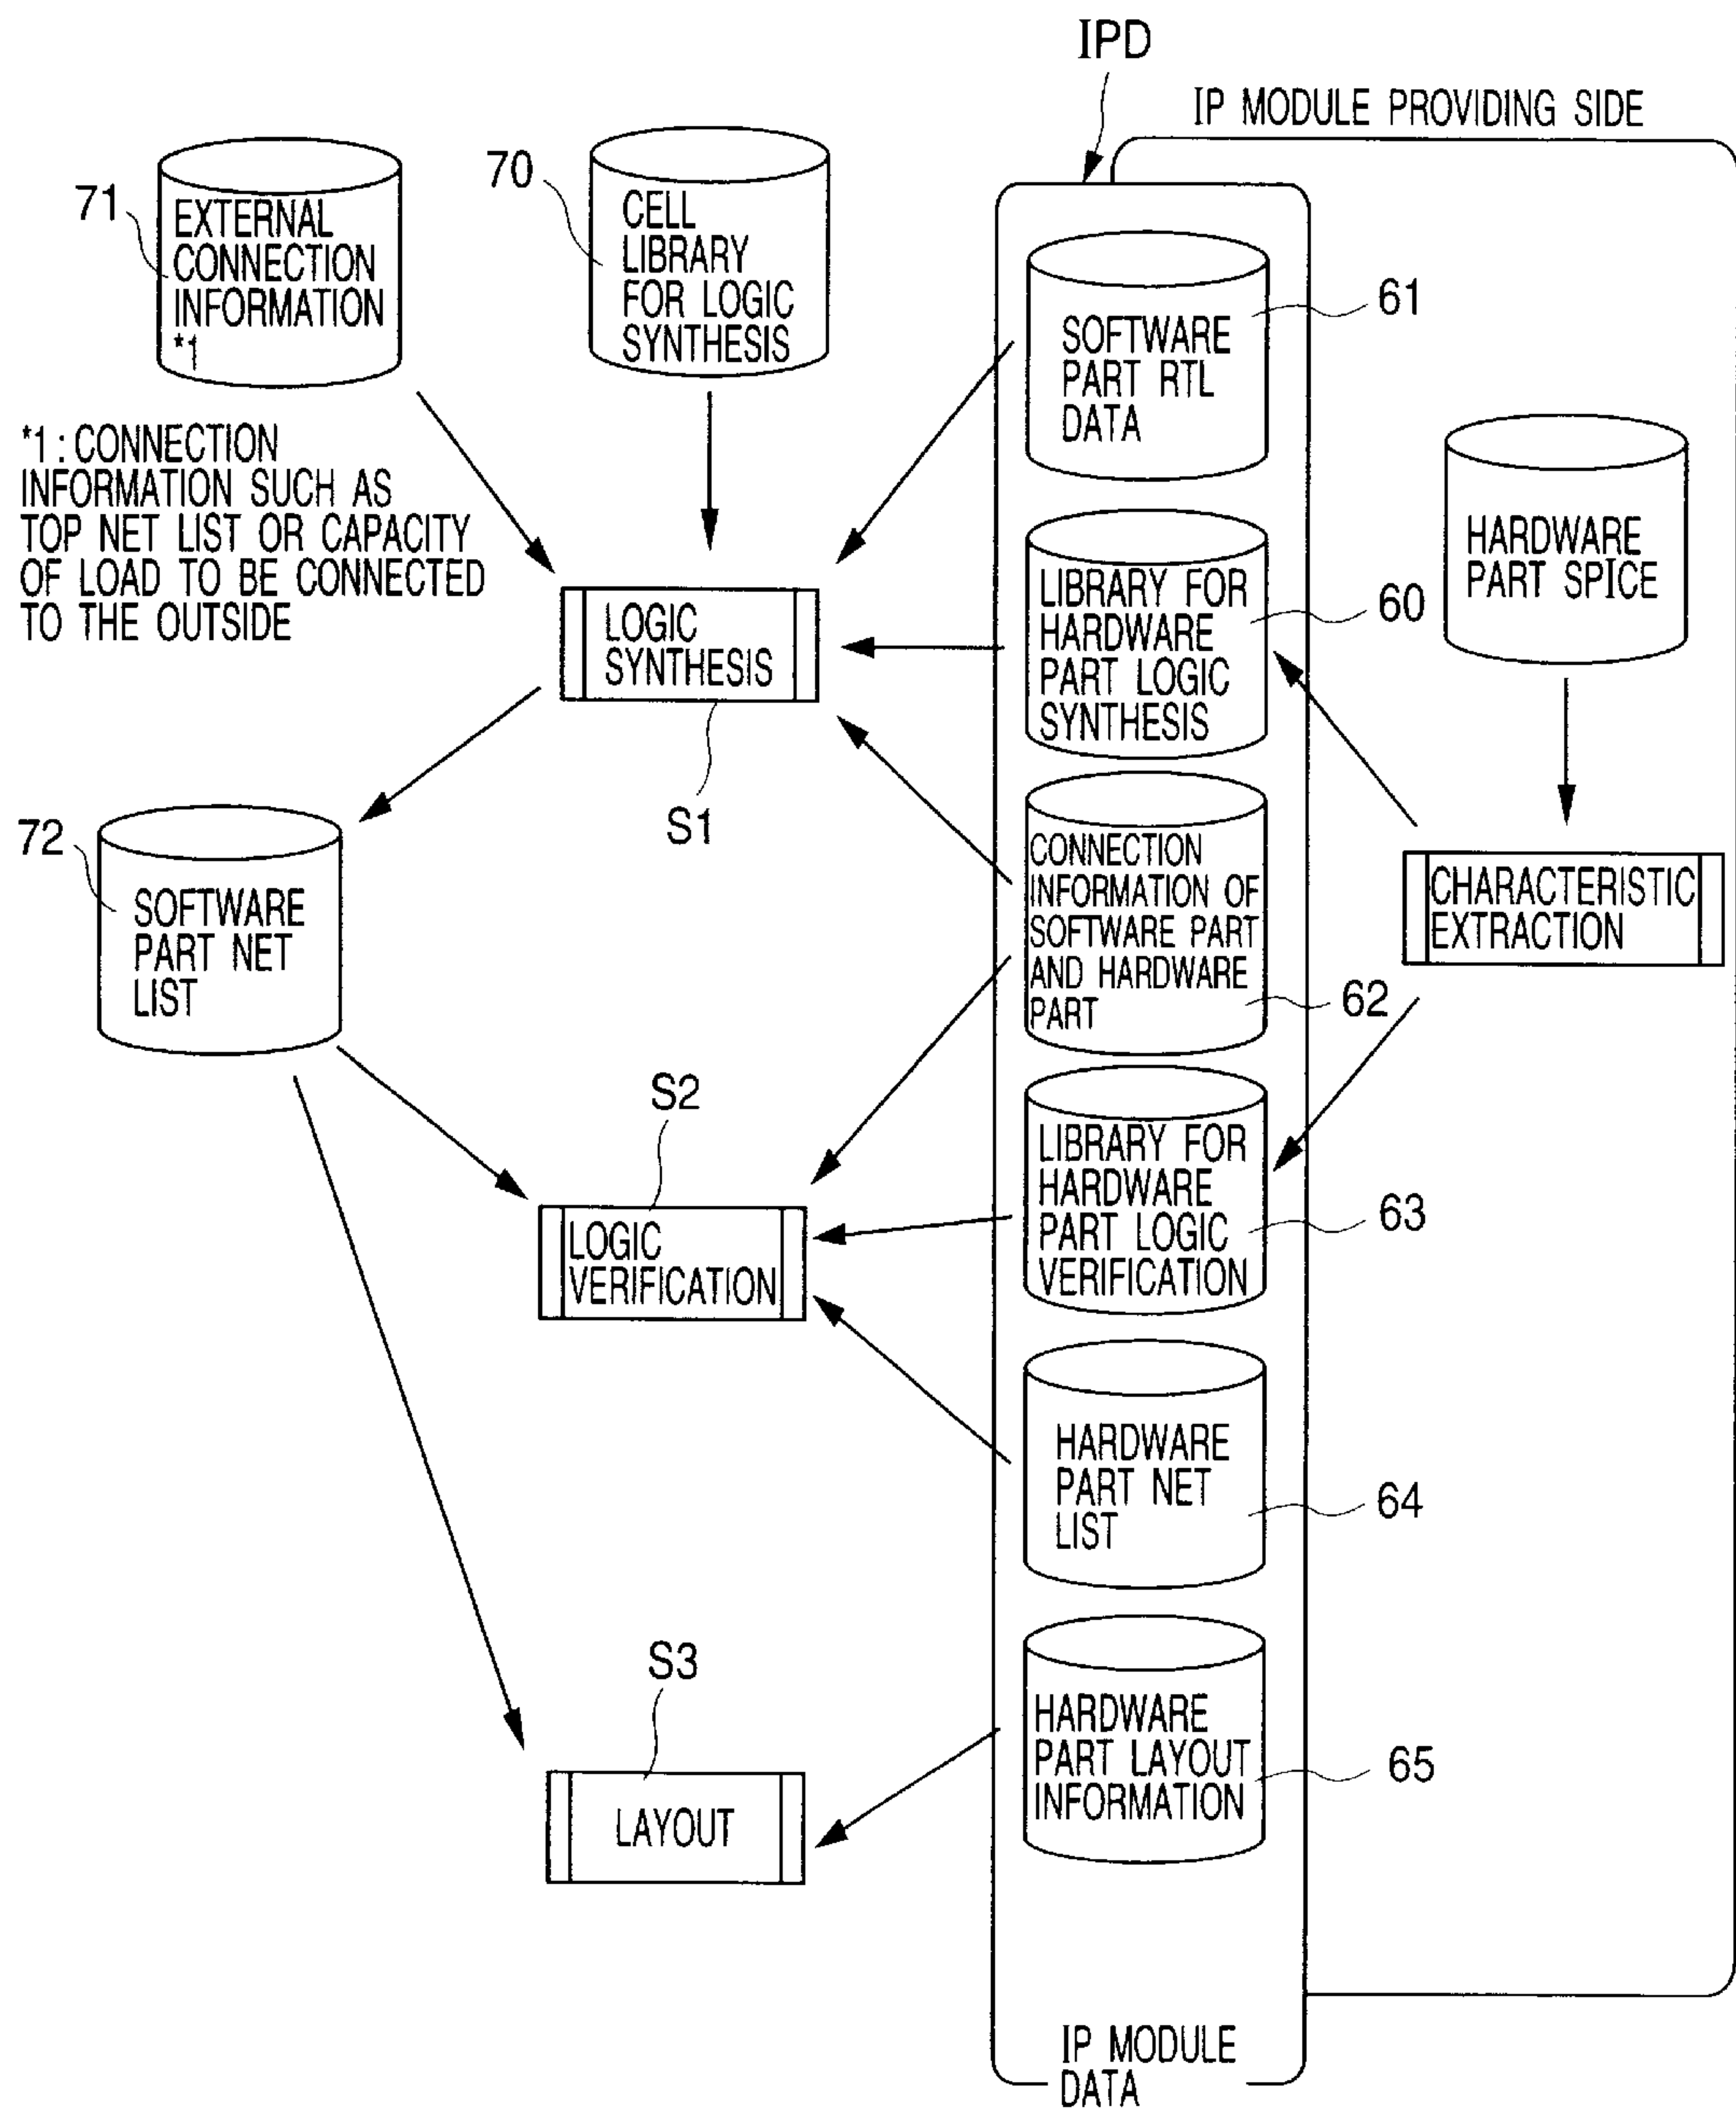 IPD
IP MODULE PROVIDING SIDE
71
EXTERNAL
CONNECTION
INFORMATION
*1
70
CELL
LIBRARY
FOR LOGIC
SYNTHESIS
*1 : CONNECTION
INFORMATION SUCH AS
TOP NET LIST OR CAPACITY
OF LOAD TO BE CONNECTED
TO THE OUTSIDE
SOFTWARE
PART RTL
DATA
61
LIBRARY FOR
HARDWARE
PART LOGIC
SYNTHESIS
60
HARDWARE
PART SPICE
LOGIC
SYNTHESIS
S1
72
SOFTWARE
PART NET
LIST
CONNECTION
INFORMATION OF
SOFTWARE PART
AND HARDWARE
PART
62
CHARACTERISTIC
EXTRACTION
S2
LOGIC
VERIFICATION
LIBRARY FOR
HARDWARE
PART LOGIC
VERIFICATION
63
HARDWARE
PART NET
LIST
64
S3
LAYOUT
HARDWARE
PART LAYOUT
INFORMATION
65
IP MODULE
DATA